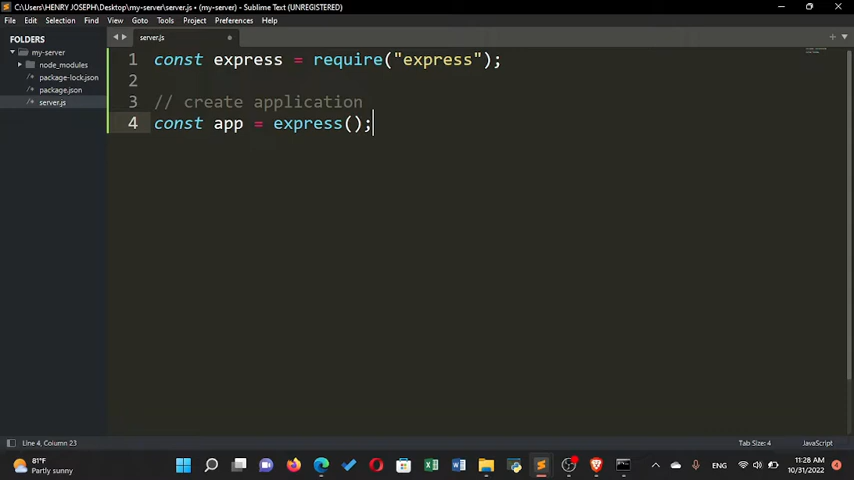 C:\Users\HENRY JOSEPH\Desktop\my-server\server.js • (my-server) - Sublime Text (UNREGISTERED)
File Edit Selection Find View Goto Tools Project Preferences Help
FOLDERS
my-server
node_modules
package-lock.json
package.json
server.js
server.js
1 const express = require("express");
2
3 // create application
4 const app = express();
Line 4, Column 23
Tab Size: 4
JavaScript
81°F
Partly sunny
ENG
11:28 AM
10/31/2022
4